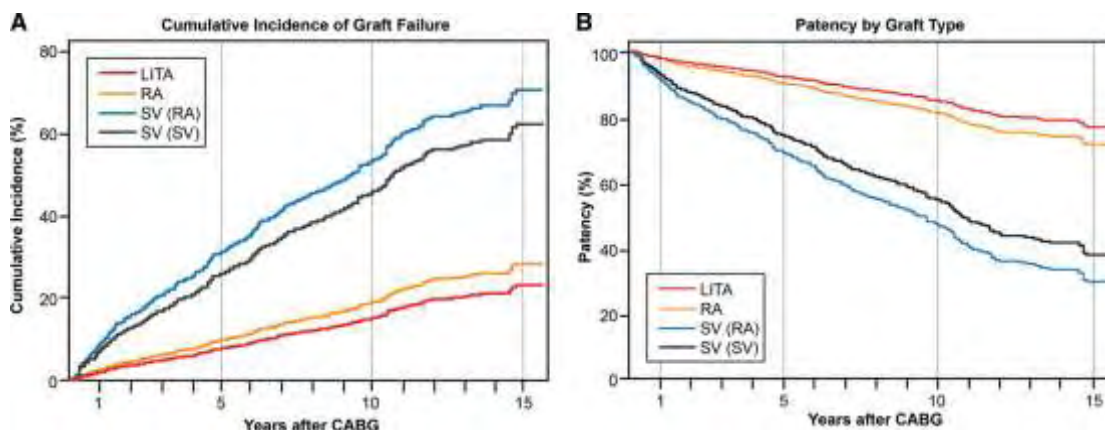 A
Cumulative Incidence of Graft Failure
80
60
40
20
0
Cumulative Incidence (%)
LITA
RA
SV (RA)
SV (SV)
1
5
10
15
Years after CABG
B
Patency by Graft Type
100
80
60
40
20
0
Patency (%)
LITA
RA
SV (RA)
SV (SV)
1
5
10
15
Years after CABG